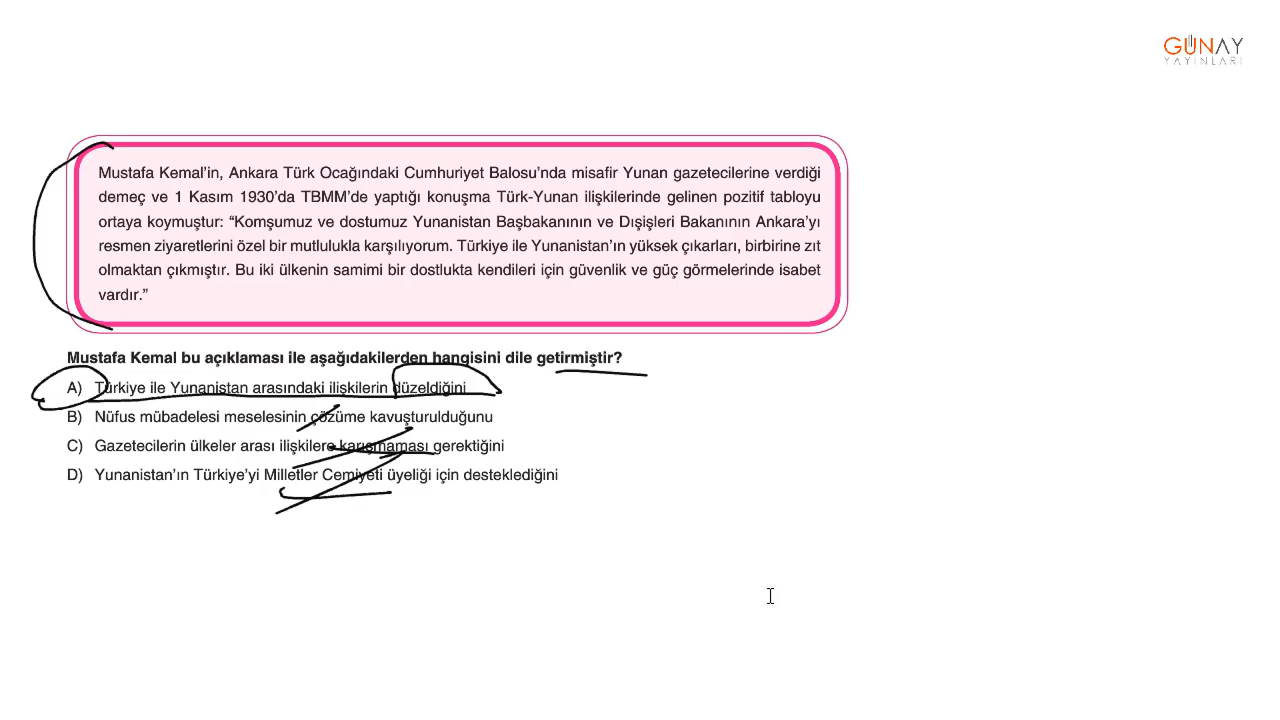 GÜNAY
YAYINLARI
Mustafa Kemal'in, Ankara Türk Ocağındaki Cumhuriyet Balosu'nda misafir Yunan gazetecilerine verdiği
demeç ve 1 Kasım 1930'da TBMM'de yaptığı konuşma Türk-Yunan ilişkilerinde gelinen pozitif tabloyu
ortaya koymuştur: “Komşumuz ve dostumuz Yunanistan Başbakanının ve Dışişleri Bakanının Ankara'yı
resmen ziyaretlerini özel bir mutlulukla karşılıyorum. Türkiye ile Yunanistan'ın yüksek çıkarları, birbirine zıt
olmaktan çıkmıştır. Bu iki ülkenin samimi bir dostlukta kendileri için güvenlik ve güç görmelerinde isabet
vardır.”
Mustafa Kemal bu açıklaması ile aşağıdakilerden hangisini dile getirmiştir?
A) Türkiye ile Yunanistan arasındaki ilişkilerin düzeldiğini
B) Nüfus mübadelesi meselesinin çözüme kavuşturulduğunu
C) Gazetecilerin ülkeler arası ilişkilere karışmaması gerektiğini
D) Yunanistan'ın Türkiye'yi Milletler Cemiyeti üyeliği için desteklediğini